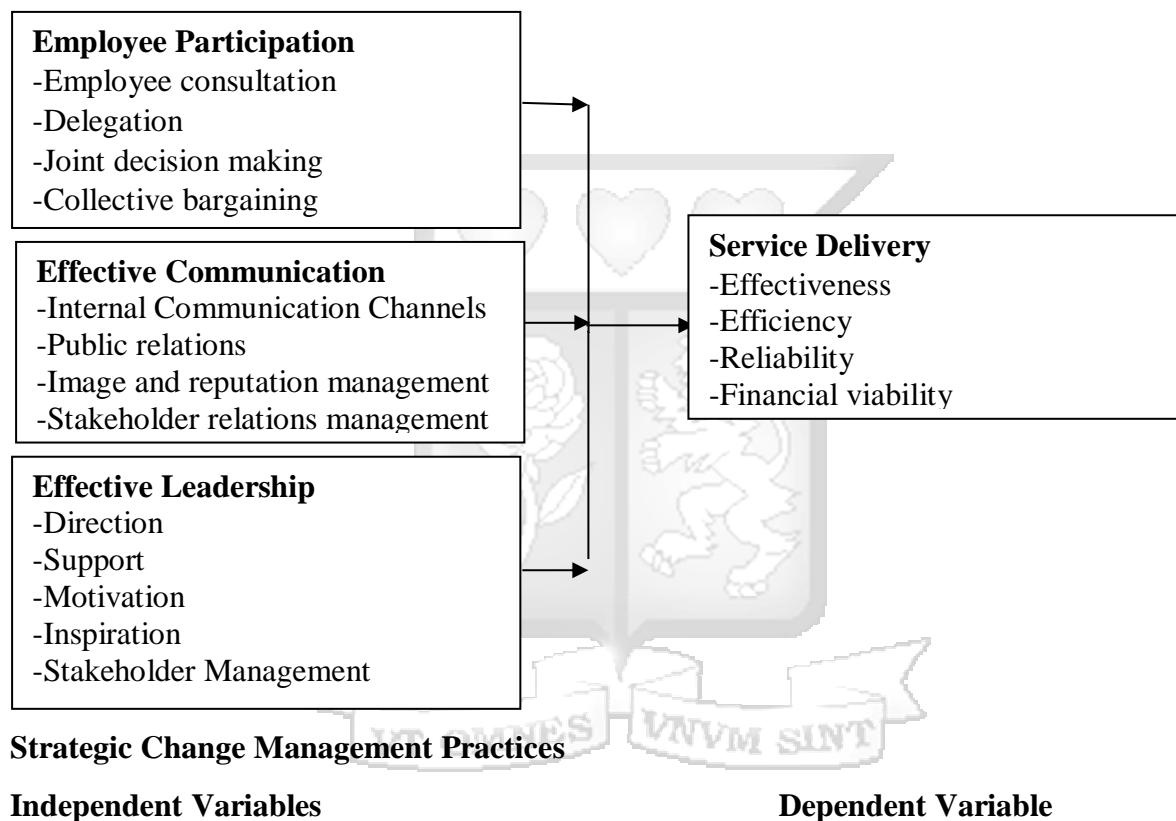 Employee Participation
-Employee consultation
-Delegation
-Joint decision making
-Collective bargaining
Effective Communication
-Internal Communication Channels
-Public relations
-Image and reputation management
-Stakeholder relations management
Service Delivery
-Effectiveness
-Efficiency
-Reliability
-Financial viability
Effective Leadership
-Direction
-Support
-Motivation
-Inspiration
-Stakeholder Management
VT OMNES VNVM SINT
Strategic Change Management Practices
Independent Variables
Dependent Variable